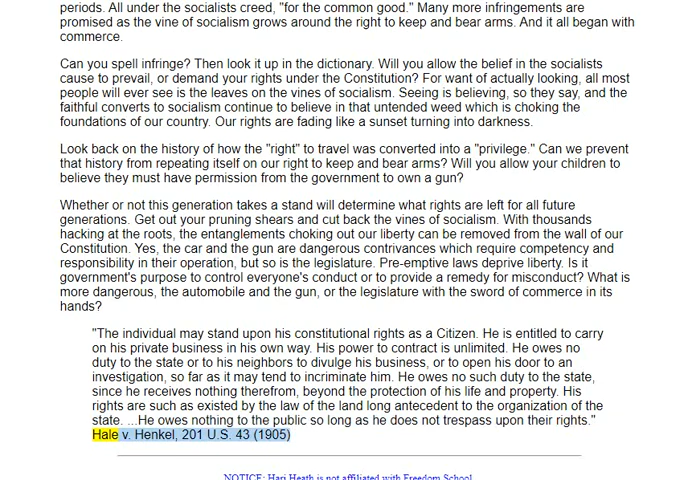 periods. All under the socialists creed, "for the common good." Many more infringements are
promised as the vine of socialism grows around the right to keep and bear arms. And it all began with
commerce.
Can you spell infringe? Then look it up in the dictionary. Will you allow the belief in the socialists
cause to prevail, or demand your rights under the Constitution? For want of actually looking, all most
people will ever see is the leaves on the vines of socialism. Seeing is believing, so they say, and the
faithful converts to socialism continue to believe in that untended weed which is choking the
foundations of our country. Our rights are fading like a sunset turning into darkness.
Look back on the history of how the "right" to travel was converted into a "privilege." Can we prevent
that history from repeating itself on our right to keep and bear arms? Will you allow your children to
believe they must have permission from the government to own a gun?
Whether or not this generation takes a stand will determine what rights are left for all future
generations. Get out your pruning shears and cut back the vines of socialism. With thousands
hacking at the roots, the entanglements choking out our liberty can be removed from the wall of our
Constitution. Yes, the car and the gun are dangerous contrivances which require competency and
responsibility in their operation, but so is the legislature. Pre-emptive laws deprive liberty. Is it
government's purpose to control everyone's conduct or to provide a remedy for misconduct? What is
more dangerous, the automobile and the gun, or the legislature with the sword of commerce in its
hands?
"The individual may stand upon his constitutional rights as a Citizen. He is entitled to carry
on his private business in his own way. His power to contract is unlimited. He owes no
duty to the state or to his neighbors to divulge his business, or to open his door to an
investigation, so far as it may tend to incriminate him. He owes no such duty to the state,
since he receives nothing therefrom, beyond the protection of his life and property. His
rights are such as existed by the law of the land long antecedent to the organization of the
state. ...He owes nothing to the public so long as he does not trespass upon their rights."
Hale v. Henkel, 201 U.S. 43 (1905)
NOTICE: Hari Heath is not affiliated with Freedom School.